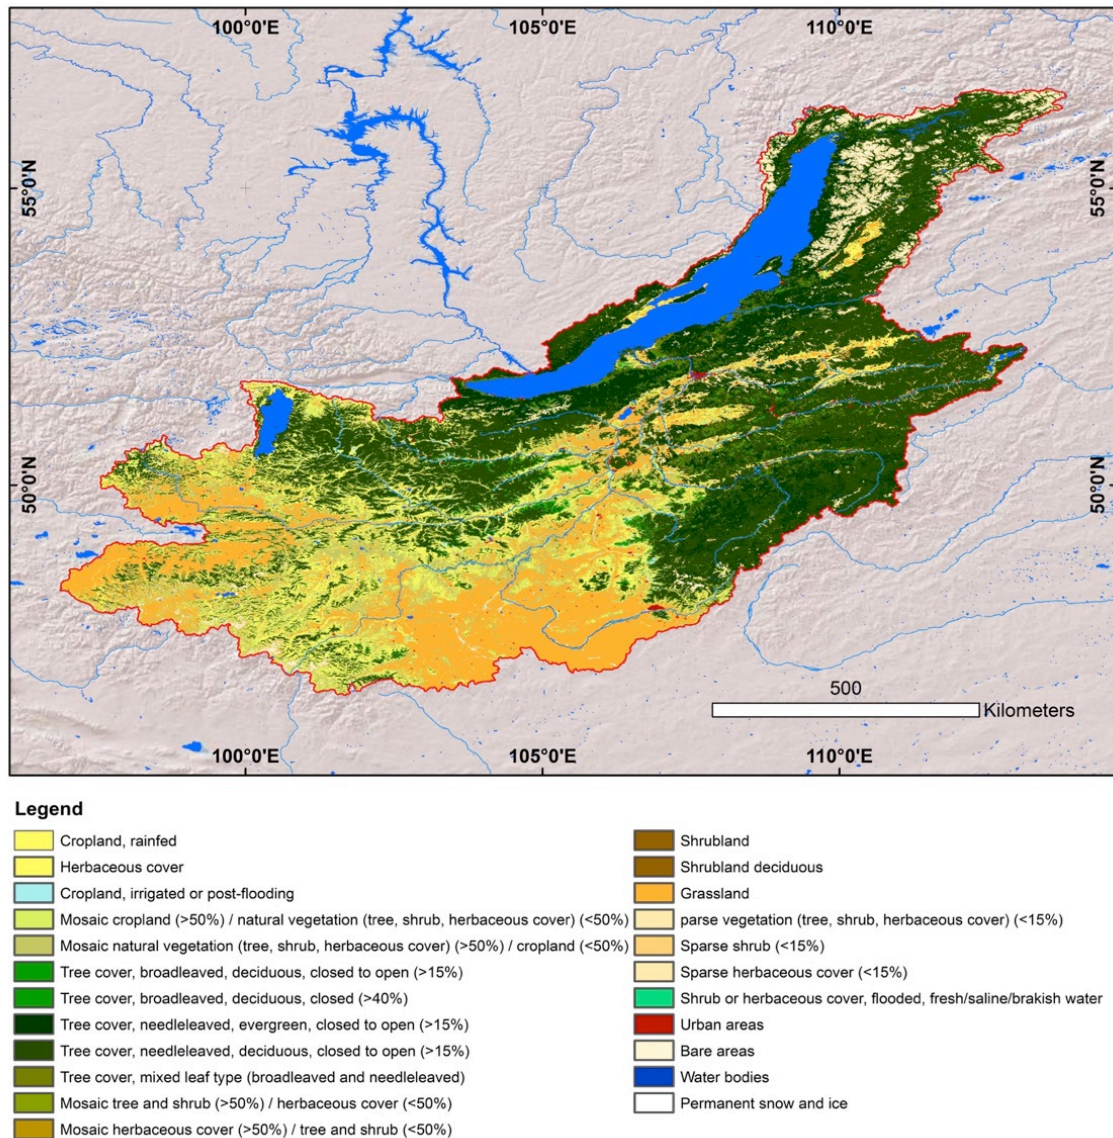 100°0'E 105°0'E 110°0'E
55°0'N 55°0'N
50°0'N 50°0'N
500
Kilometers
100°0'E 105°0'E 110°0'E
Legend
Cropland, rainfed
Herbaceous cover
Cropland, irrigated or post-flooding
Mosaic cropland (>50%) / natural vegetation (tree, shrub, herbaceous cover) (<50%)
Mosaic natural vegetation (tree, shrub, herbaceous cover) (>50%) / cropland (<50%)
Tree cover, broadleaved, deciduous, closed to open (>15%)
Tree cover, broadleaved, deciduous, closed (>40%)
Tree cover, needleleaved, evergreen, closed to open (>15%)
Tree cover, needleleaved, deciduous, closed to open (>15%)
Tree cover, mixed leaf type (broadleaved and needleleaved)
Mosaic tree and shrub (>50%) / herbaceous cover (<50%)
Mosaic herbaceous cover (>50%) / tree and shrub (<50%)
Shrubland
Shrubland deciduous
Grassland
parse vegetation (tree, shrub, herbaceous cover) (<15%)
Sparse shrub (<15%)
Sparse herbaceous cover (<15%)
Shrub or herbaceous cover, flooded, fresh/saline/brakish water
Urban areas
Bare areas
Water bodies
Permanent snow and ice